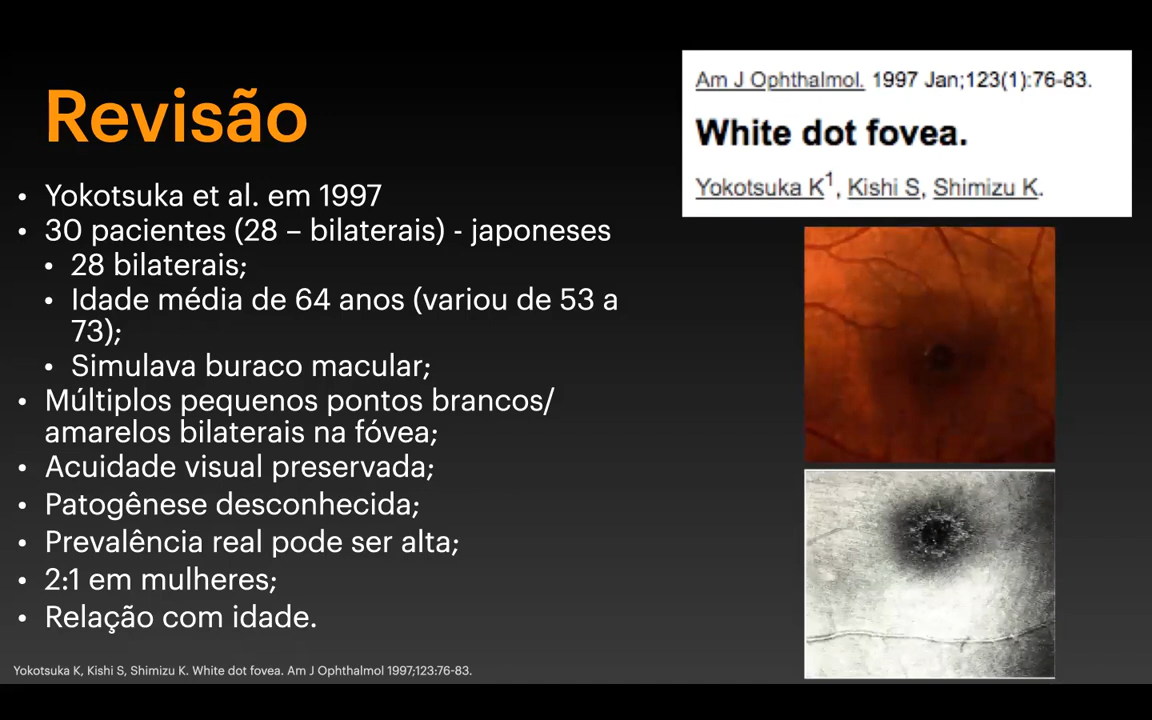 Revisão
• Yokotsuka et al. em 1997
• 30 pacientes (28 – bilaterais) - japoneses
• 28 bilaterais;
• Idade média de 64 anos (variou de 53 a
73);
• Simulava buraco macular;
• Múltiplos pequenos pontos brancos/
amarelos bilaterais na fóvea;
• Acuidade visual preservada;
• Patogênese desconhecida;
• Prevalência real pode ser alta;
• 2:1 em mulheres;
• Relação com idade.
Am J Ophthalmol. 1997 Jan;123(1):76-83.
White dot fovea.
Yokotsuka K1, Kishi S, Shimizu K.
Yokotsuka K, Kishi S, Shimizu K. White dot fovea. Am J Ophthalmol 1997;123:76-83.